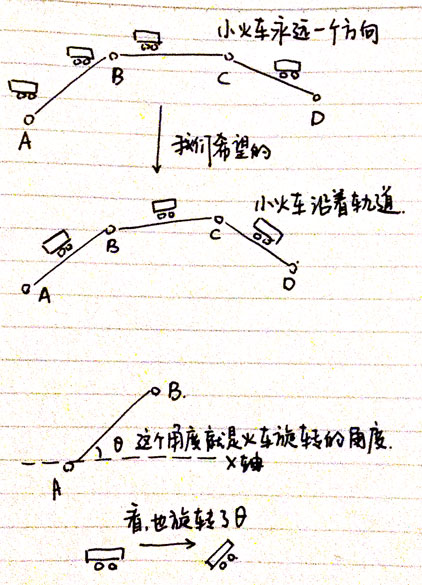 小火车永远一个方向
A
B
C
D
我们希望的
小火车沿着轨道.
A
B
C
D
B.
θ 这个角度就是火车旋转的角度.
A
x轴
看,也旋转了θ